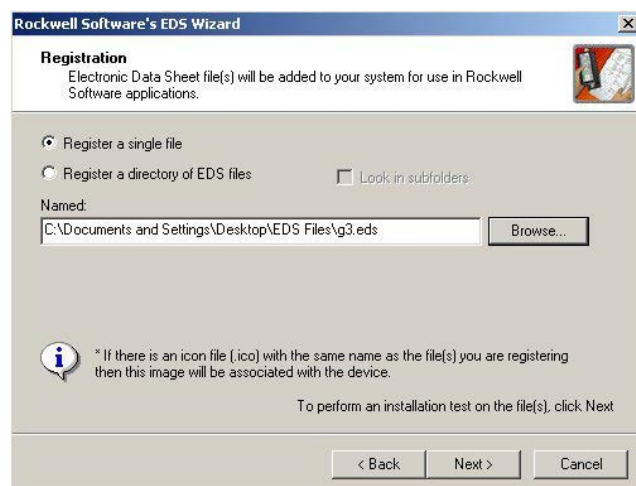 Rockwell Software's EDS Wizard
Registration
Electronic Data Sheet file(s) will be added to your system for use in Rockwell
Software applications.
Register a single file
Register a directory of EDS files
Look in subfolders
Named:
C:\Documents and Settings\Desktop\EDS Files\g3.eds
Browse...
* If there is an icon file (.ico) with the same name as the file(s) you are registering
then this image will be associated with the device.
To perform an installation test on the file(s), click Next
< Back
Next >
Cancel